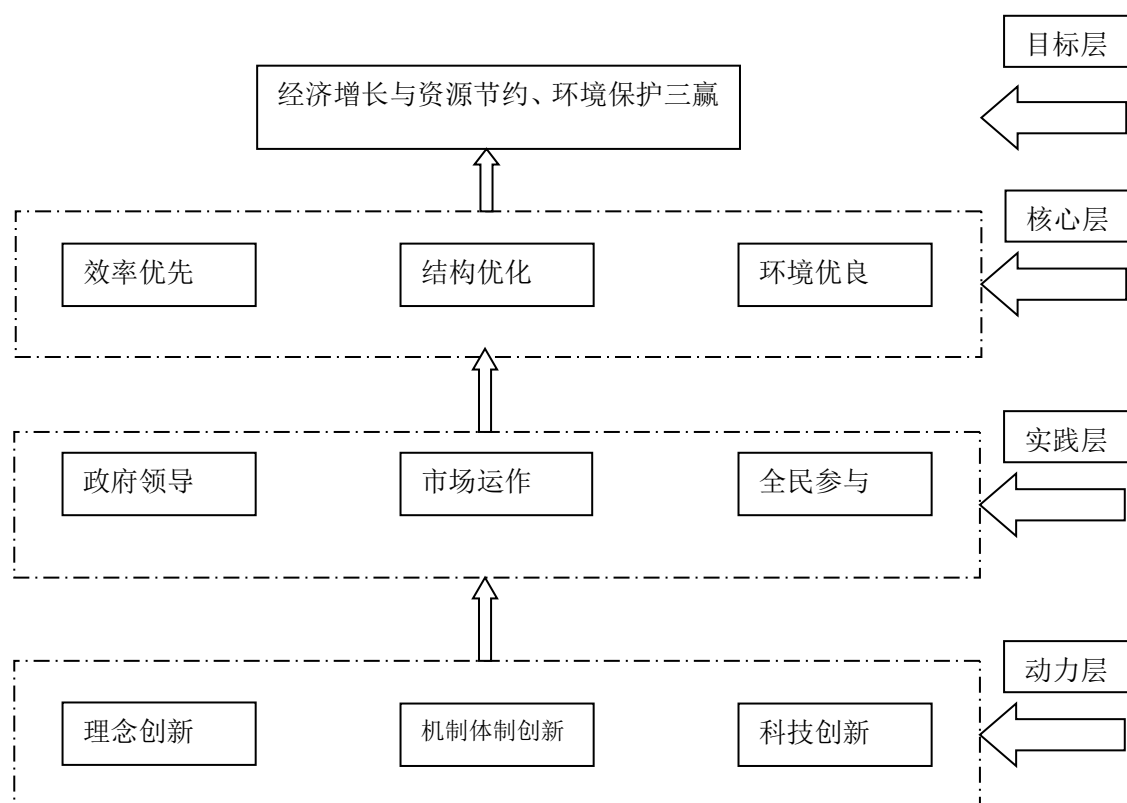 目标层
经济增长与资源节约、环境保护三赢
核心层
效率优先
结构优化
环境优良
实践层
政府领导
市场运作
全民参与
动力层
理念创新
机制体制创新
科技创新